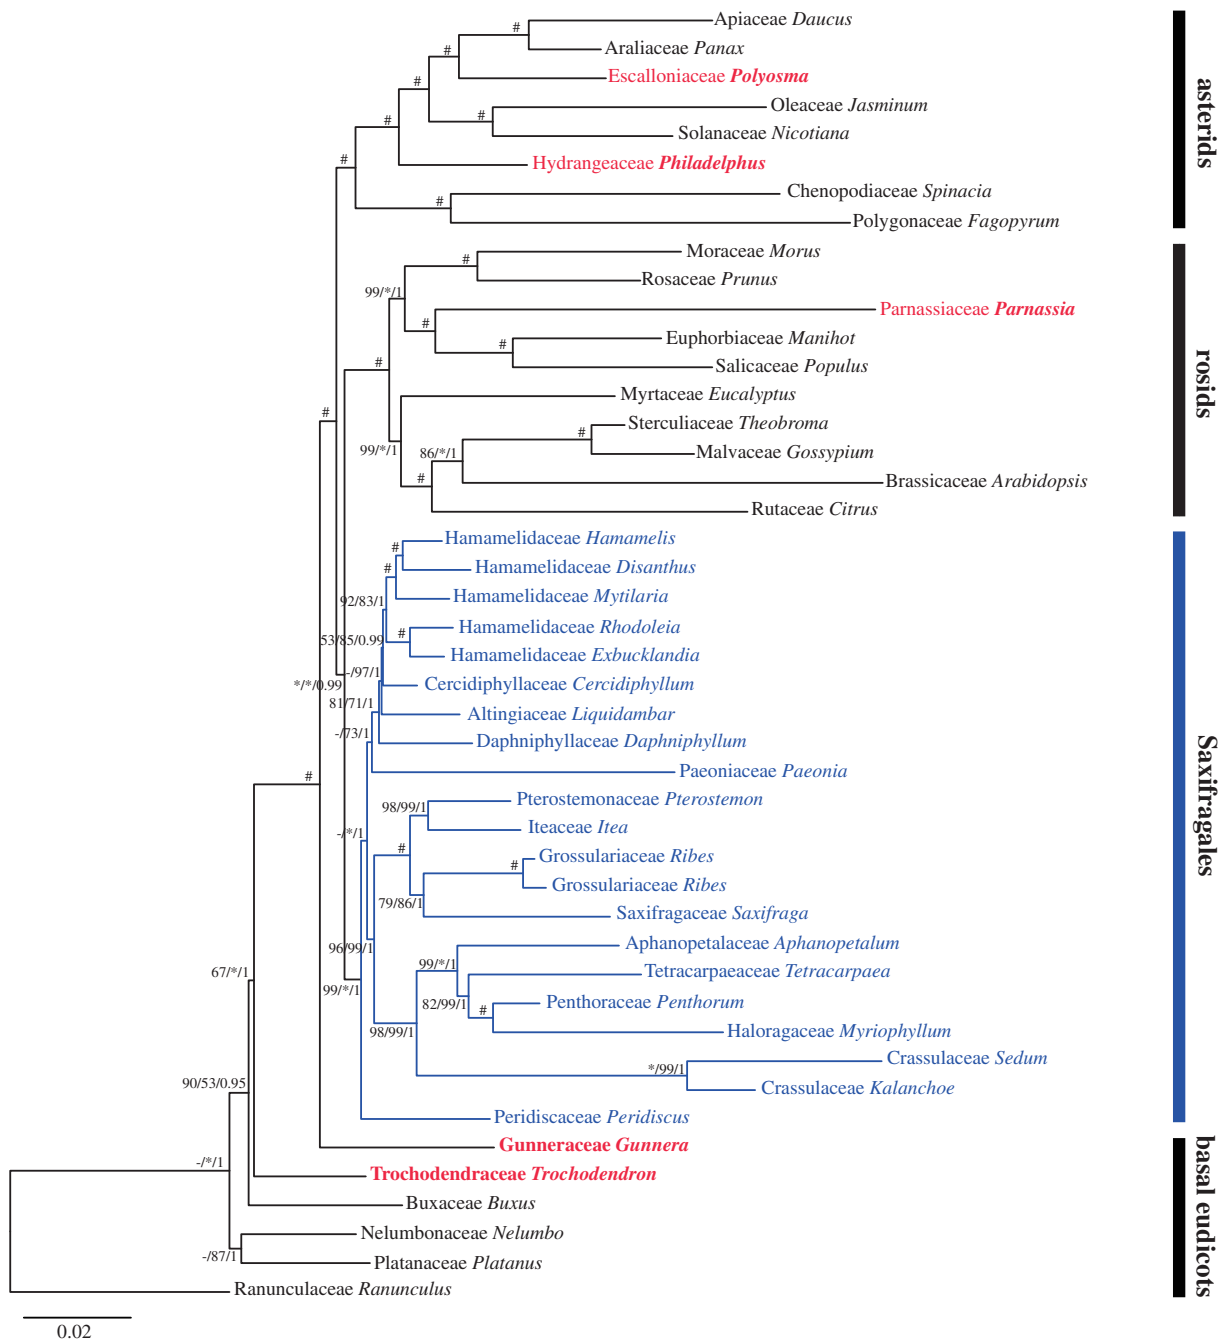 # Apiaceae Daucus
# Araliaceae Panax
# Escalloniaceae Polyosma
Oleaceae Jasminum
# # Solanaceae Nicotiana
# Hydrangeaceae Philadelphus
Chenopodiaceae Spinacia
# Polygonaceae Fagopyrum
asterids
Moraceae Morus
# Rosaceae Prunus
99/*/1 Parnassiaceae Parnassia
# Euphorbiaceae Manihot
# # Salicaceae Populus
Myrtaceae Eucalyptus
# Sterculiaceae Theobroma
# 99/*/1 86/*/1 Malvaceae Gossypium
# Brassicaceae Arabidopsis
Rutaceae Citrus
rosids
Hamamelidaceae Hamamelis
# # Hamamelidaceae Disanthus
92/83/1 Hamamelidaceae Mytilaria
53/85/0.99 # Hamamelidaceae Rhodoleia
-/97/1 Hamamelidaceae Exbucklandia
*/*/0.99 Cercidiphyllaceae Cercidiphyllum
81/71/1 Altingiaceae Liquidambar
-/73/1 Daphniphyllaceae Daphniphyllum
# Paeoniaceae Paeonia
98/99/1 Pterostemonaceae Pterostemon
-/*/1 Iteaceae Itea
# # Grossulariaceae Ribes
Grossulariaceae Ribes
79/86/1 Saxifragaceae Saxifraga
96/99/1 Aphanopetalaceae Aphanopetalum
67/*/1 99/*/1 Tetracarpaeaceae Tetracarpaea
99/*/1 82/99/1 Penthoraceae Penthorum
98/99/1 # Haloragaceae Myriophyllum
Crassulaceae Sedum
90/53/0.95 */99/1 Crassulaceae Kalanchoe
Peridiscaceae Peridiscus
Saxifragales
Gunneraceae Gunnera
-/*/1 Trochodendraceae Trochodendron
Buxaceae Buxus
Nelumbonaceae Nelumbo
-/87/1 Platanaceae Platanus
Ranunculaceae Ranunculus
basal eudicots
0.02